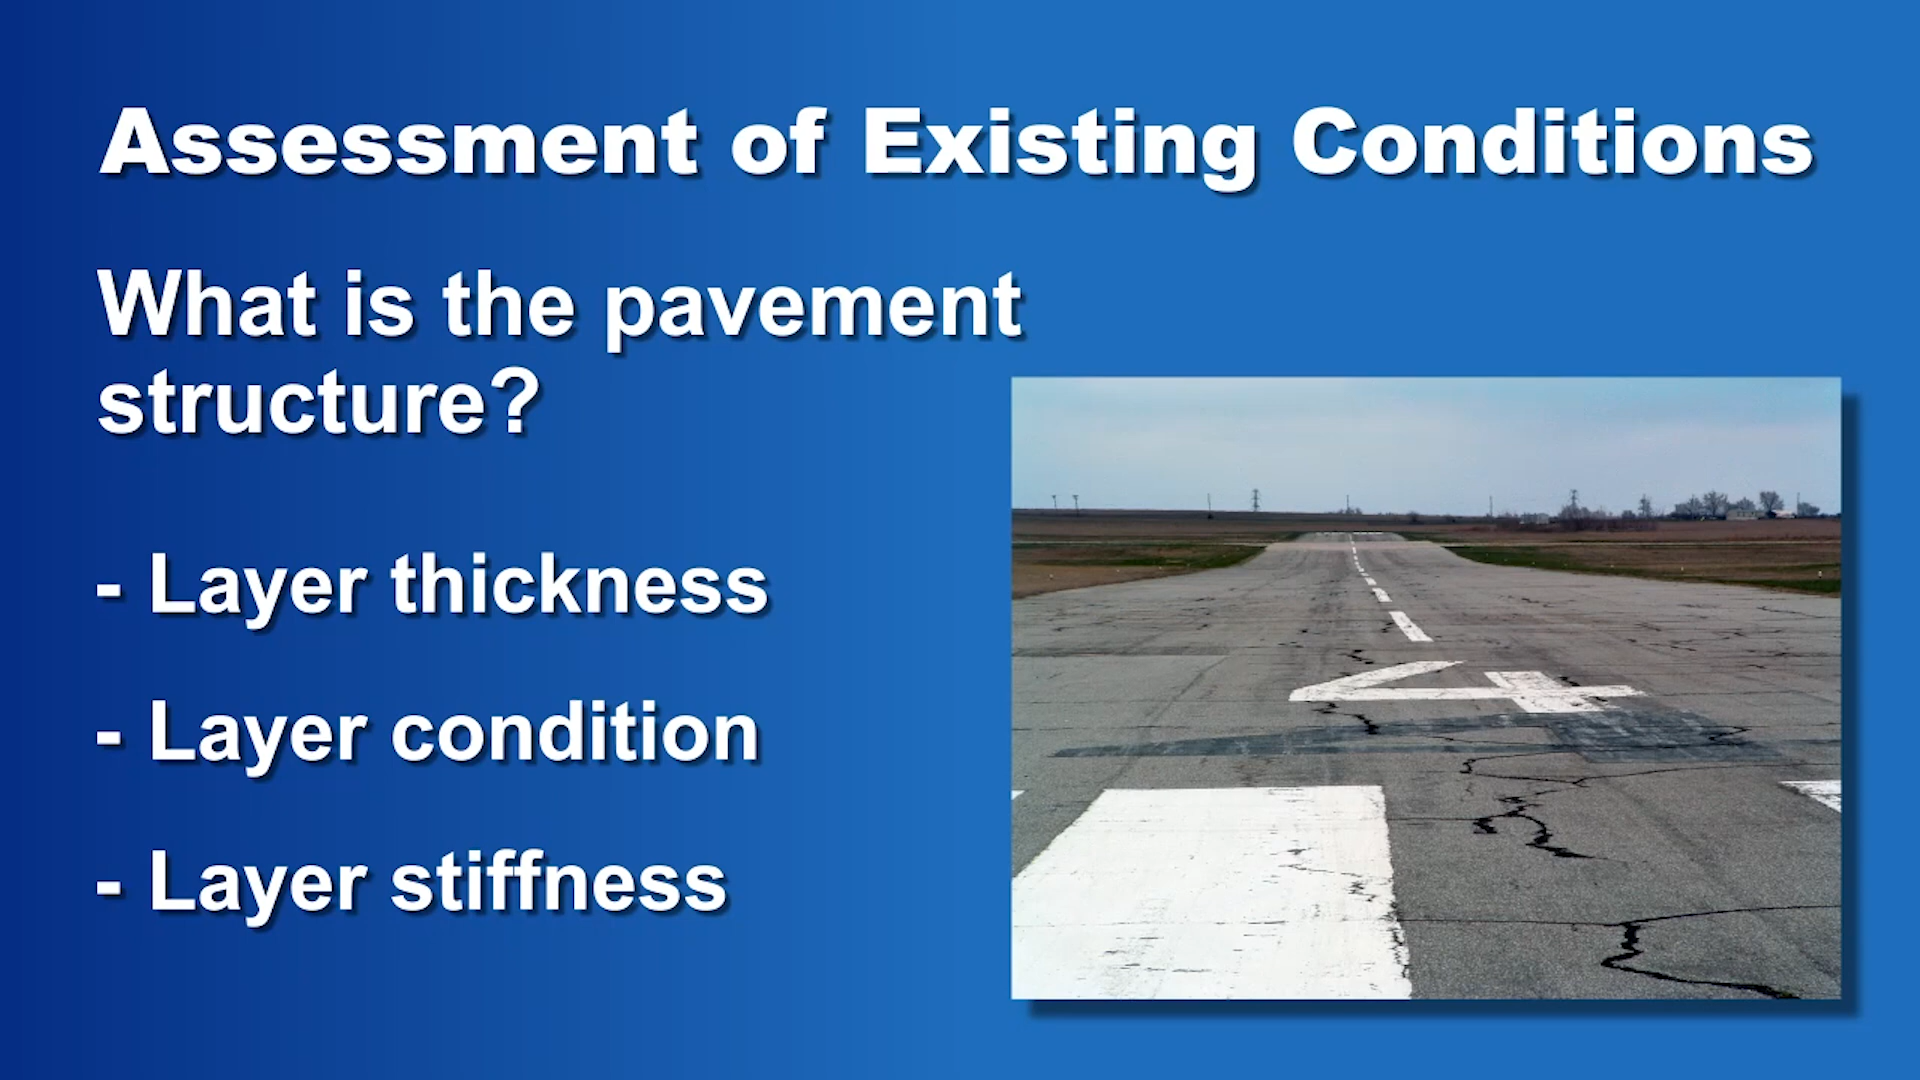 Assessment of Existing Conditions
What is the pavement
structure?
- Layer thickness
- Layer condition
- Layer stiffness
4